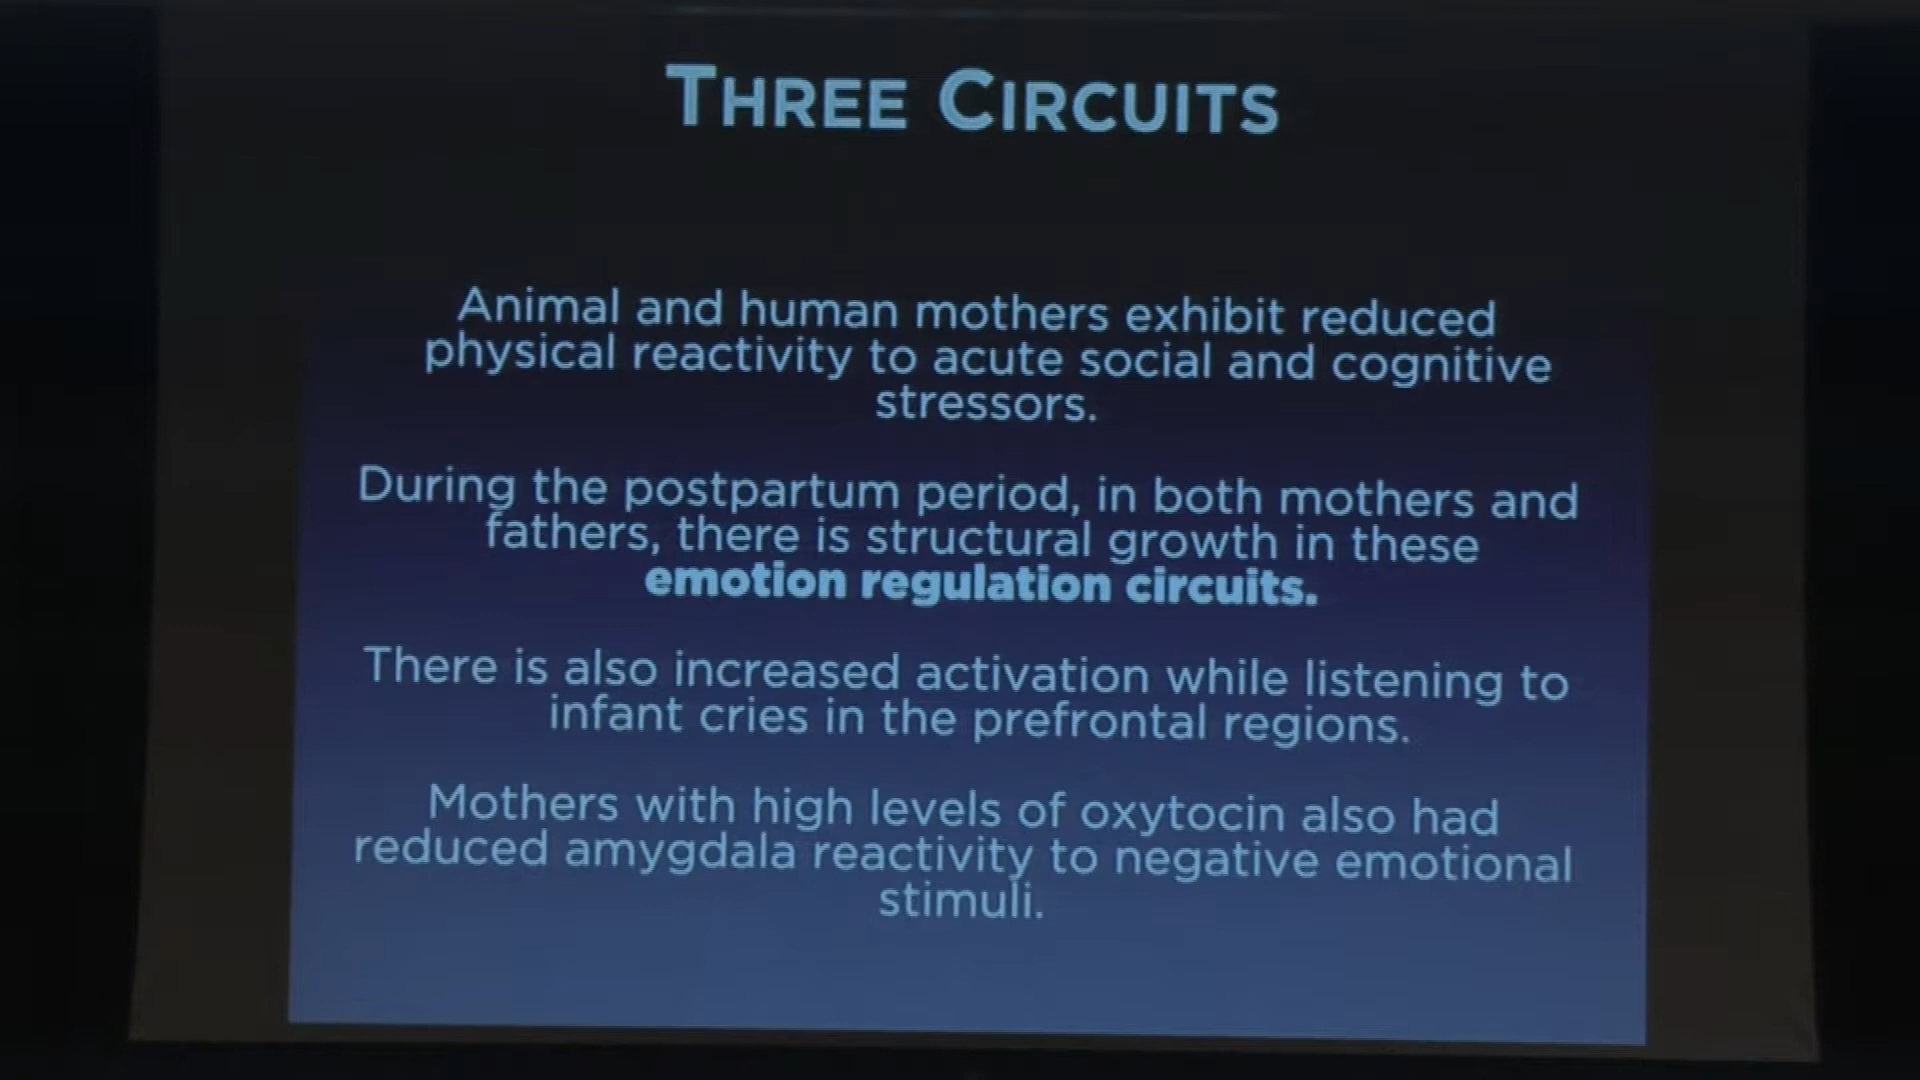 THREE CIRCUITS
Animal and human mothers exhibit reduced
physical reactivity to acute social and cognitive
stressors.
During the postpartum period, in both mothers and
fathers, there is structural growth in these
emotion regulation circuits.
There is also increased activation while listening to
infant cries in the prefrontal regions.
Mothers with high levels of oxytocin also had
reduced amygdala reactivity to negative emotional
stimuli.